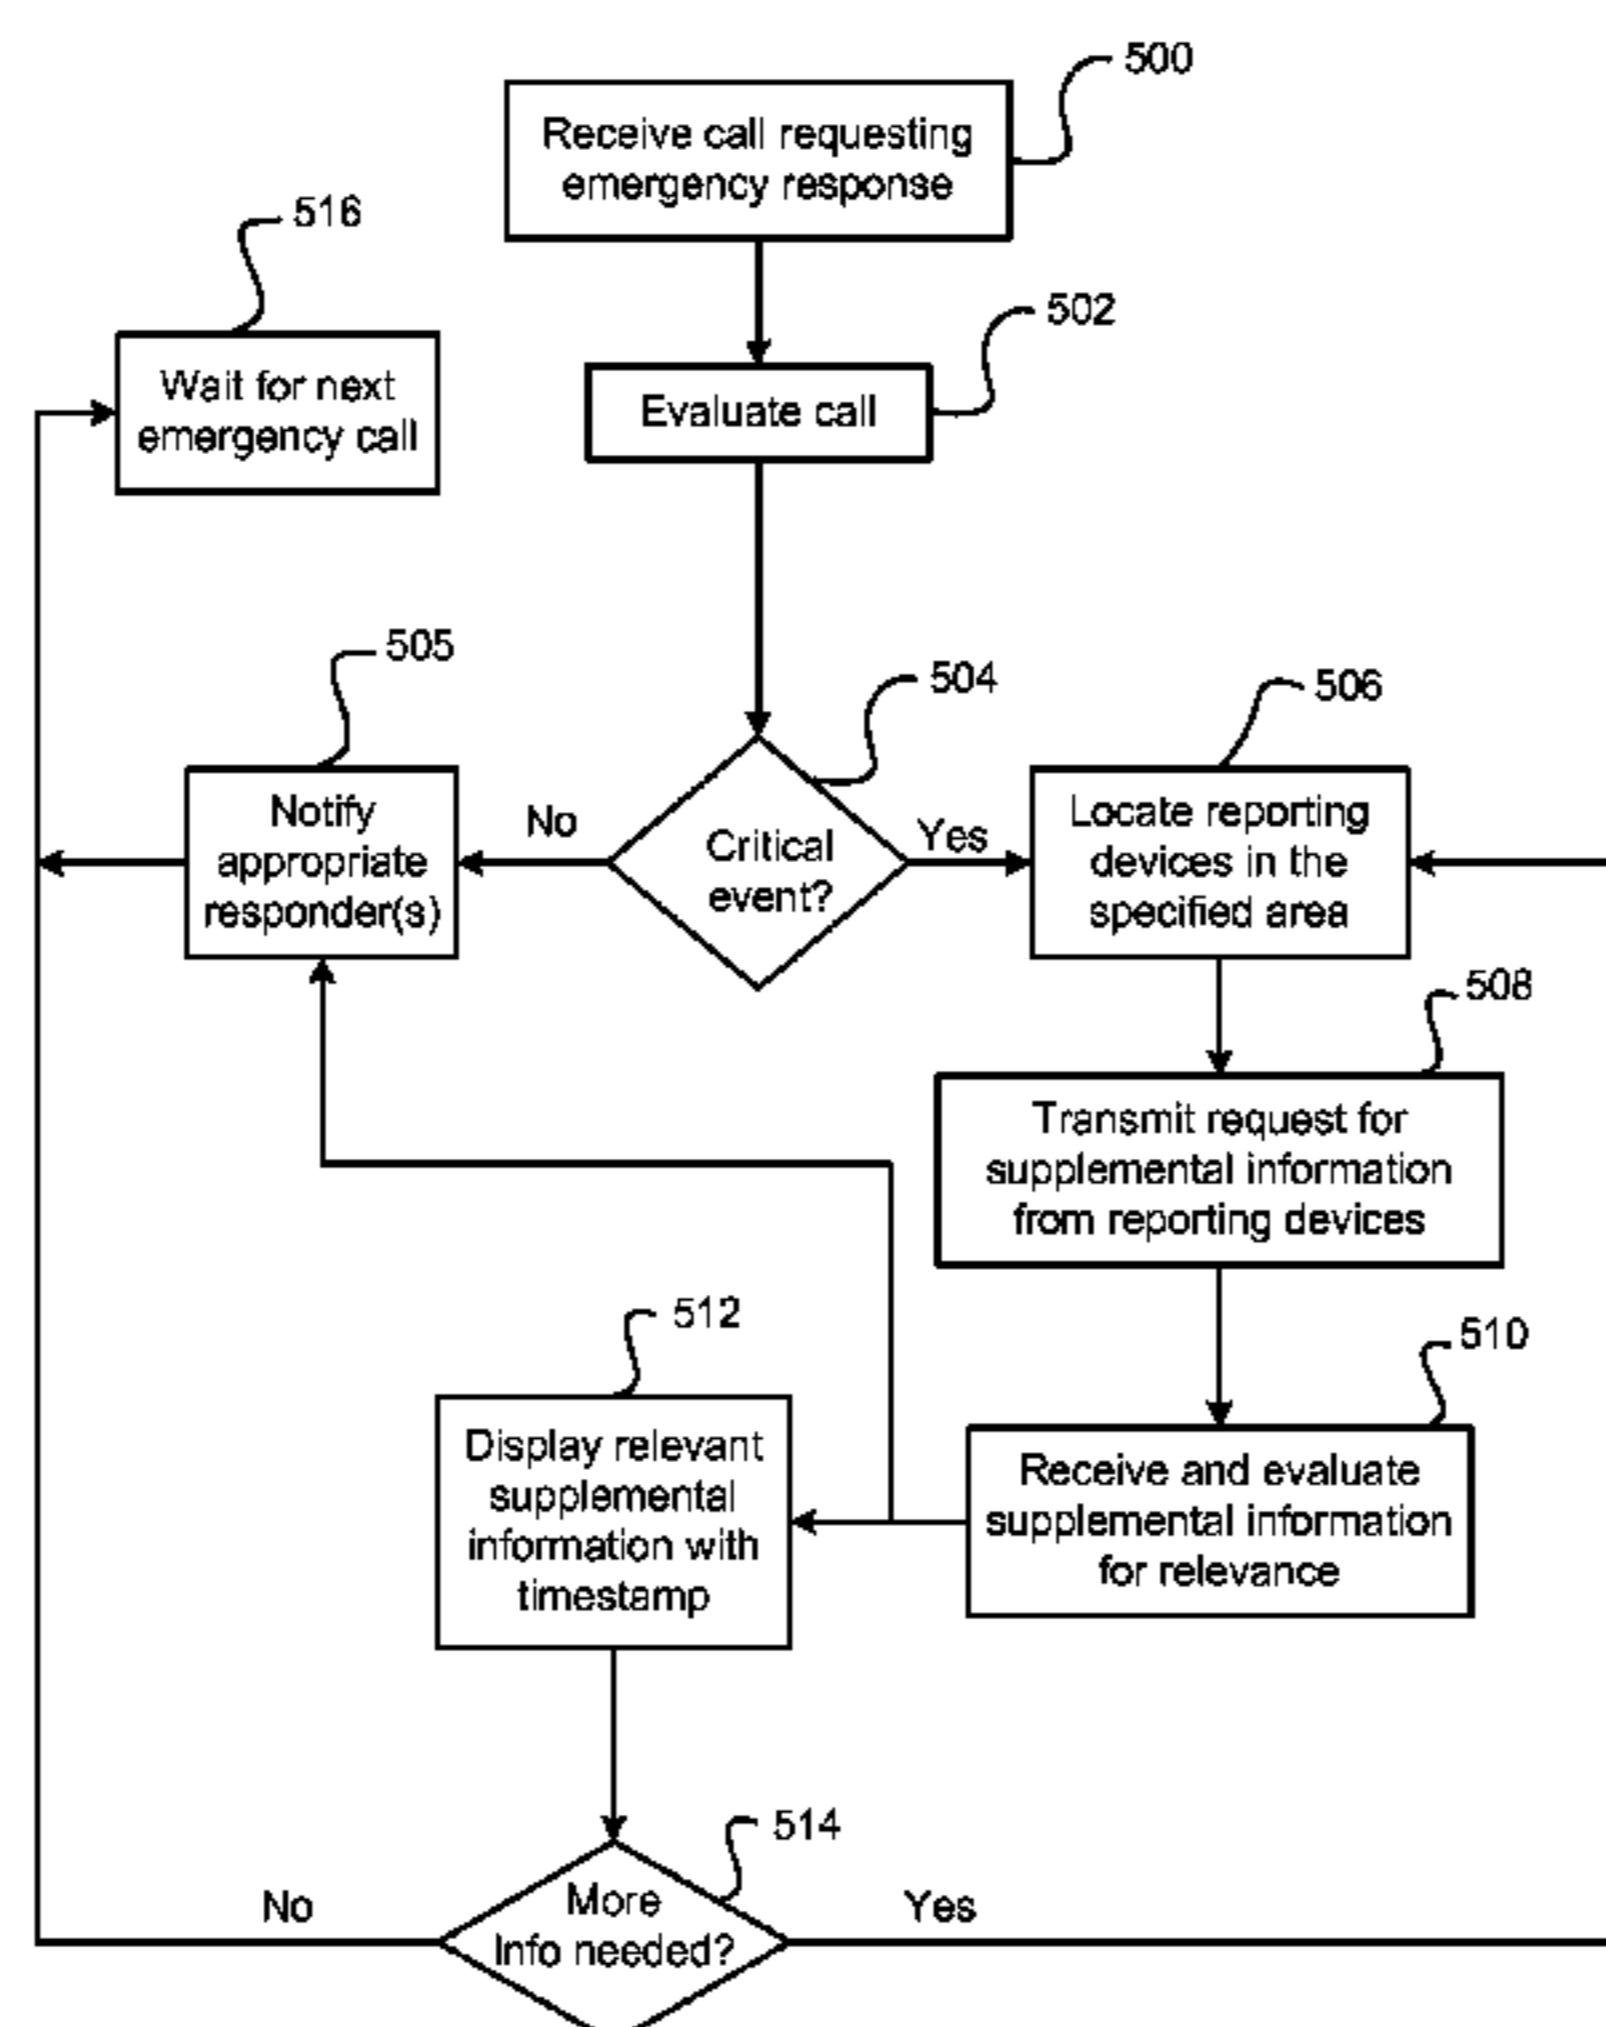 500
Receive call requesting
emergency response
516
502
Wait for next
emergency call
Evaluate call
505
504
506
Notify
appropriate
responder(s)
No
Critical
event?
Yes
Locate reporting
devices in the
specified area
508
Transmit request for
supplemental information
from reporting devices
512
510
Display relevant
supplemental
information with
timestamp
Receive and evaluate
supplemental information
for relevance
514
No
More
Info needed?
Yes